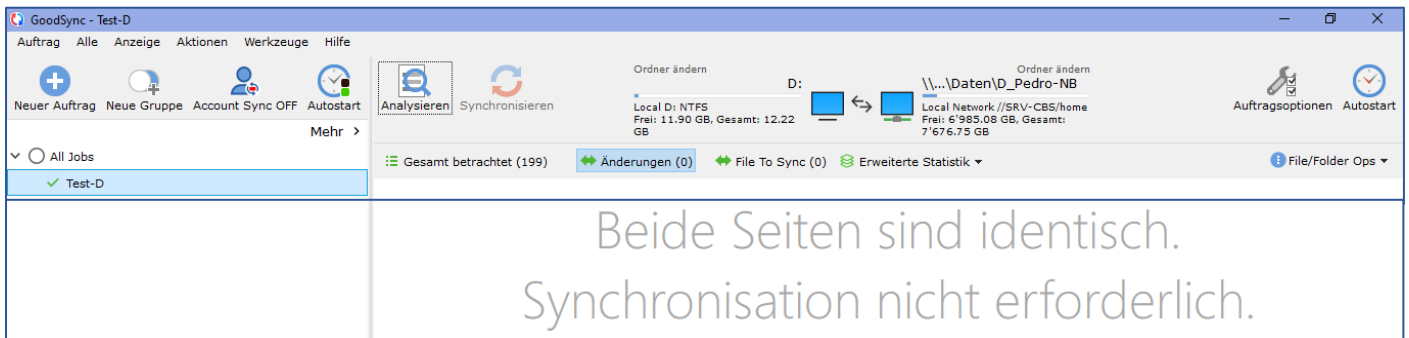 GoodSync - Test-D
Auftrag Alle Anzeige Aktionen Werkzeuge Hilfe
Neuer Auftrag Neue Gruppe Account Sync OFF Autostart
Mehr >
All Jobs
Test-D
Analysieren Synchronisieren
Ordner ändern
D:
Local D: NTFS
Frei: 11.90 GB, Gesamt: 12.22
GB
Ordner ändern
\\...\Daten\D_Pedro-NB
Local Network //SRV-CBS/home
Frei: 6'985.08 GB, Gesamt:
7'676.75 GB
Auftragsoptionen Autostart
Gesamt betrachtet (199) Änderungen (0) File To Sync (0) Erweiterte Statistik File/Folder Ops
Beide Seiten sind identisch.
Synchronisation nicht erforderlich.